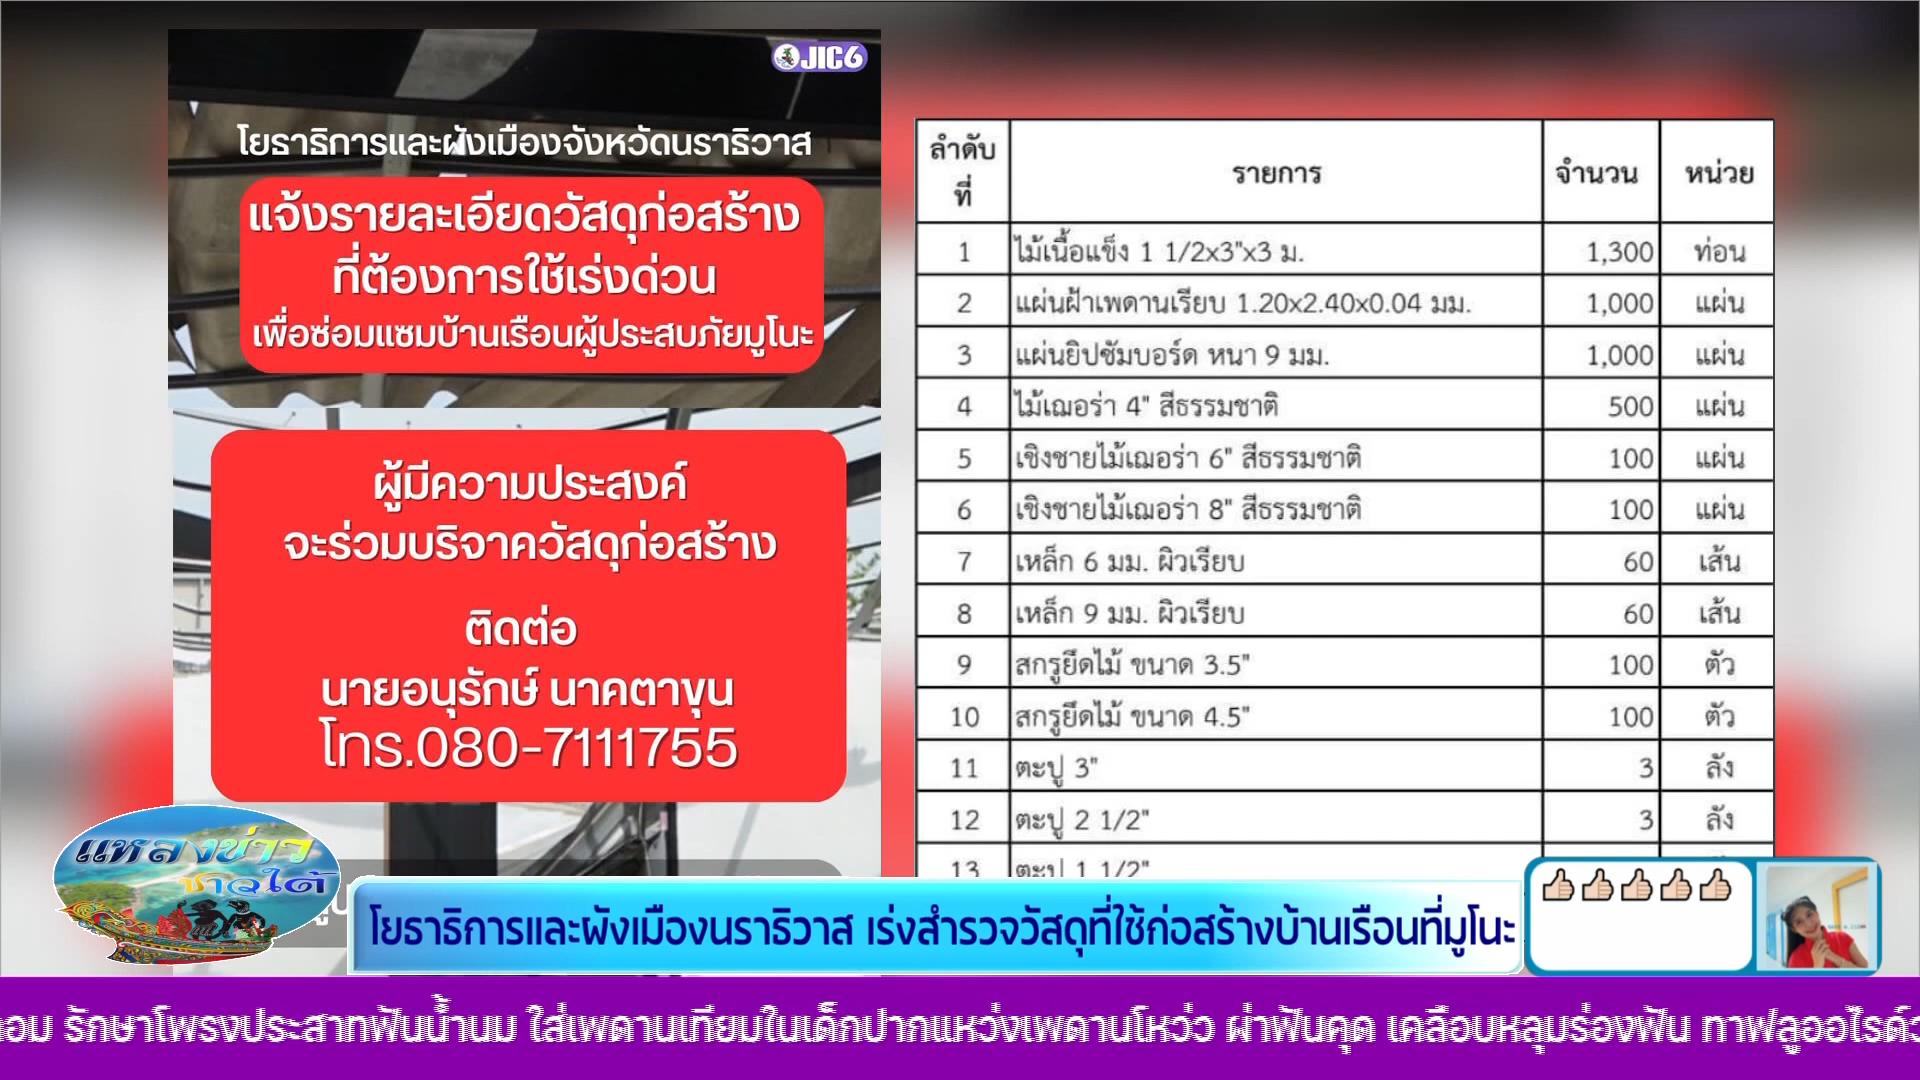 JIC6
โยธาธิการและผังเมืองจังหวัดนราธิวาส
แจ้งรายละเอียดวัสดุก่อสร้าง
ที่ต้องการใช้เร่งด่วน
เพื่อซ่อมแซมบ้านเรือนผู้ประสบภัยมูโนะ
ผู้มีความประสงค์
จะร่วมบริจาควัสดุก่อสร้าง
ติดต่อ
นายอนุรักษ์ นาคตาขุน
โทร.080-7111755
ลำดับที่ รายการ จำนวน หน่วย
1 ไม้เนื้อแข็ง 1 1/2x3"x3 ม. 1,300 ท่อน
2 แผ่นฝ้าเพดานเรียบ 1.20x2.40x0.04 มม. 1,000 แผ่น
3 แผ่นยิปซัมบอร์ด หนา 9 มม. 1,000 แผ่น
4 ไม้เฌอร่า 4" สีธรรมชาติ 500 แผ่น
5 เชิงชายไม้เฌอร่า 6" สีธรรมชาติ 100 แผ่น
6 เชิงชายไม้เฌอร่า 8" สีธรรมชาติ 100 แผ่น
7 เหล็ก 6 มม. ผิวเรียบ 60 เส้น
8 เหล็ก 9 มม. ผิวเรียบ 60 เส้น
9 สกรูยึดไม้ ขนาด 3.5" 100 ตัว
10 สกรูยึดไม้ ขนาด 4.5" 100 ตัว
11 ตะปู 3" 3 ลัง
12 ตะปู 2 1/2" 3 ลัง
13 ตะปู 1 1/2"
แหลงข่าว
ชาวใต้
โยธาธิการและผังเมืองนราธิวาส เร่งสำรวจวัสดุที่ใช้ก่อสร้างบ้านเรือนที่มูโนะ
รักษาโพรงประสาทฟันน้ำนม ใส่เพดานเทียมในเด็กปากแหว่งเพดานโหว่ว ผ่าฟันคุด เคลือบหลุมร่องฟัน ทาฟลูออไรด์